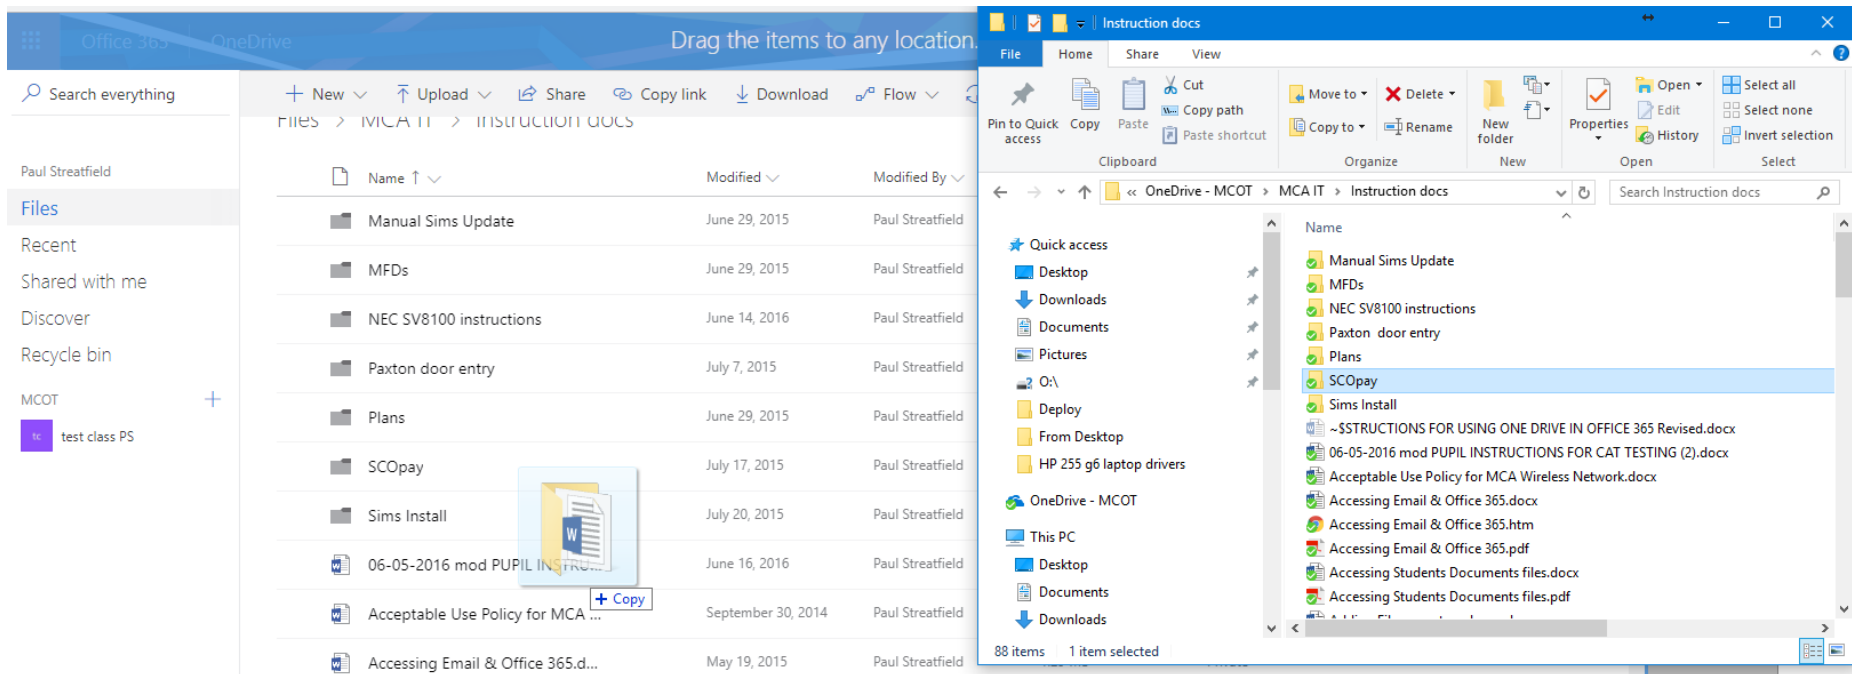 Office 365
OneDrive
Drag the items to any location.
Search everything
New
Upload
Share
Copy link
Download
Flow
Files > MCA IT > Instruction docs
Paul Streatfield
Files
Recent
Shared with me
Discover
Recycle bin
MCOT
tc
test class PS
Name ↑ Modified Modified By
Manual Sims Update June 29, 2015 Paul Streatfield
MFDs June 29, 2015 Paul Streatfield
NEC SV8100 instructions June 14, 2016 Paul Streatfield
Paxton door entry July 7, 2015 Paul Streatfield
Plans June 29, 2015 Paul Streatfield
SCOpay July 17, 2015 Paul Streatfield
Sims Install July 20, 2015 Paul Streatfield
06-05-2016 mod PUPIL INSTRU... June 16, 2016 Paul Streatfield
+ Copy
Acceptable Use Policy for MCA ... September 30, 2014 Paul Streatfield
Accessing Email & Office 365.d... May 19, 2015 Paul Streatfield
Instruction docs
File Home Share View
Pin to Quick access
Copy
Paste
Cut
Copy path
Paste shortcut
Clipboard
Move to
Copy to
Delete
Rename
Organize
New folder
New
Properties
Open
Edit
History
Open
Select all
Select none
Invert selection
Select
« OneDrive - MCOT > MCA IT > Instruction docs
Search Instruction docs
Quick access
Desktop
Downloads
Documents
Pictures
O:\
Deploy
From Desktop
HP 255 g6 laptop drivers
OneDrive - MCOT
This PC
Desktop
Documents
Downloads
Name
Manual Sims Update
MFDs
NEC SV8100 instructions
Paxton door entry
Plans
SCOpay
Sims Install
~$STRUCTIONS FOR USING ONE DRIVE IN OFFICE 365 Revised.docx
06-05-2016 mod PUPIL INSTRUCTIONS FOR CAT TESTING (2).docx
Acceptable Use Policy for MCA Wireless Network.docx
Accessing Email & Office 365.docx
Accessing Email & Office 365.htm
Accessing Email & Office 365.pdf
Accessing Students Documents files.docx
Accessing Students Documents files.pdf
88 items 1 item selected